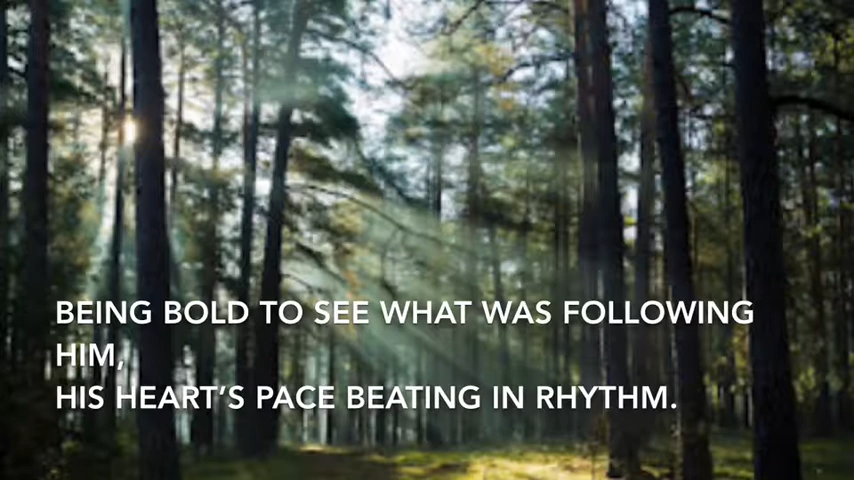 BEING BOLD TO SEE WHAT WAS FOLLOWING
HIM,
HIS HEART'S PACE BEATING IN RHYTHM.